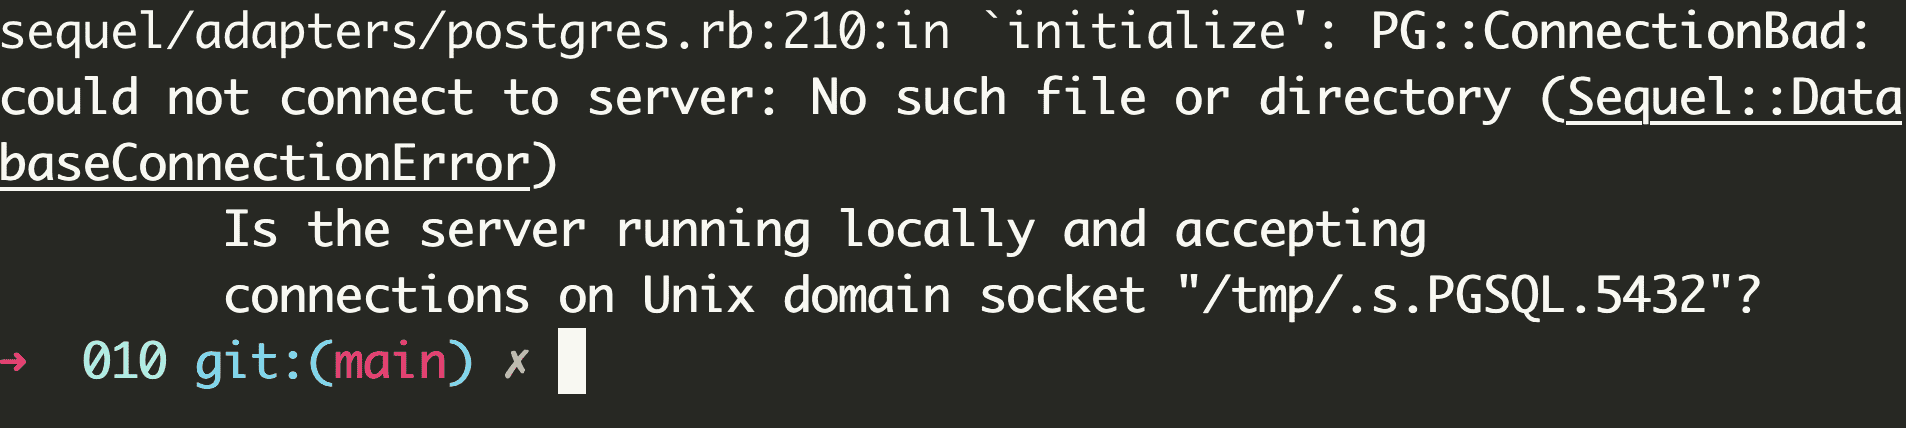 sequel/adapters/postgres.rb:210:in `initialize': PG::ConnectionBad:
could not connect to server: No such file or directory (Sequel::Data
baseConnectionError)
Is the server running locally and accepting
connections on Unix domain socket "/tmp/.s.PGSQL.5432"?
→ 010 git:(main) ✗